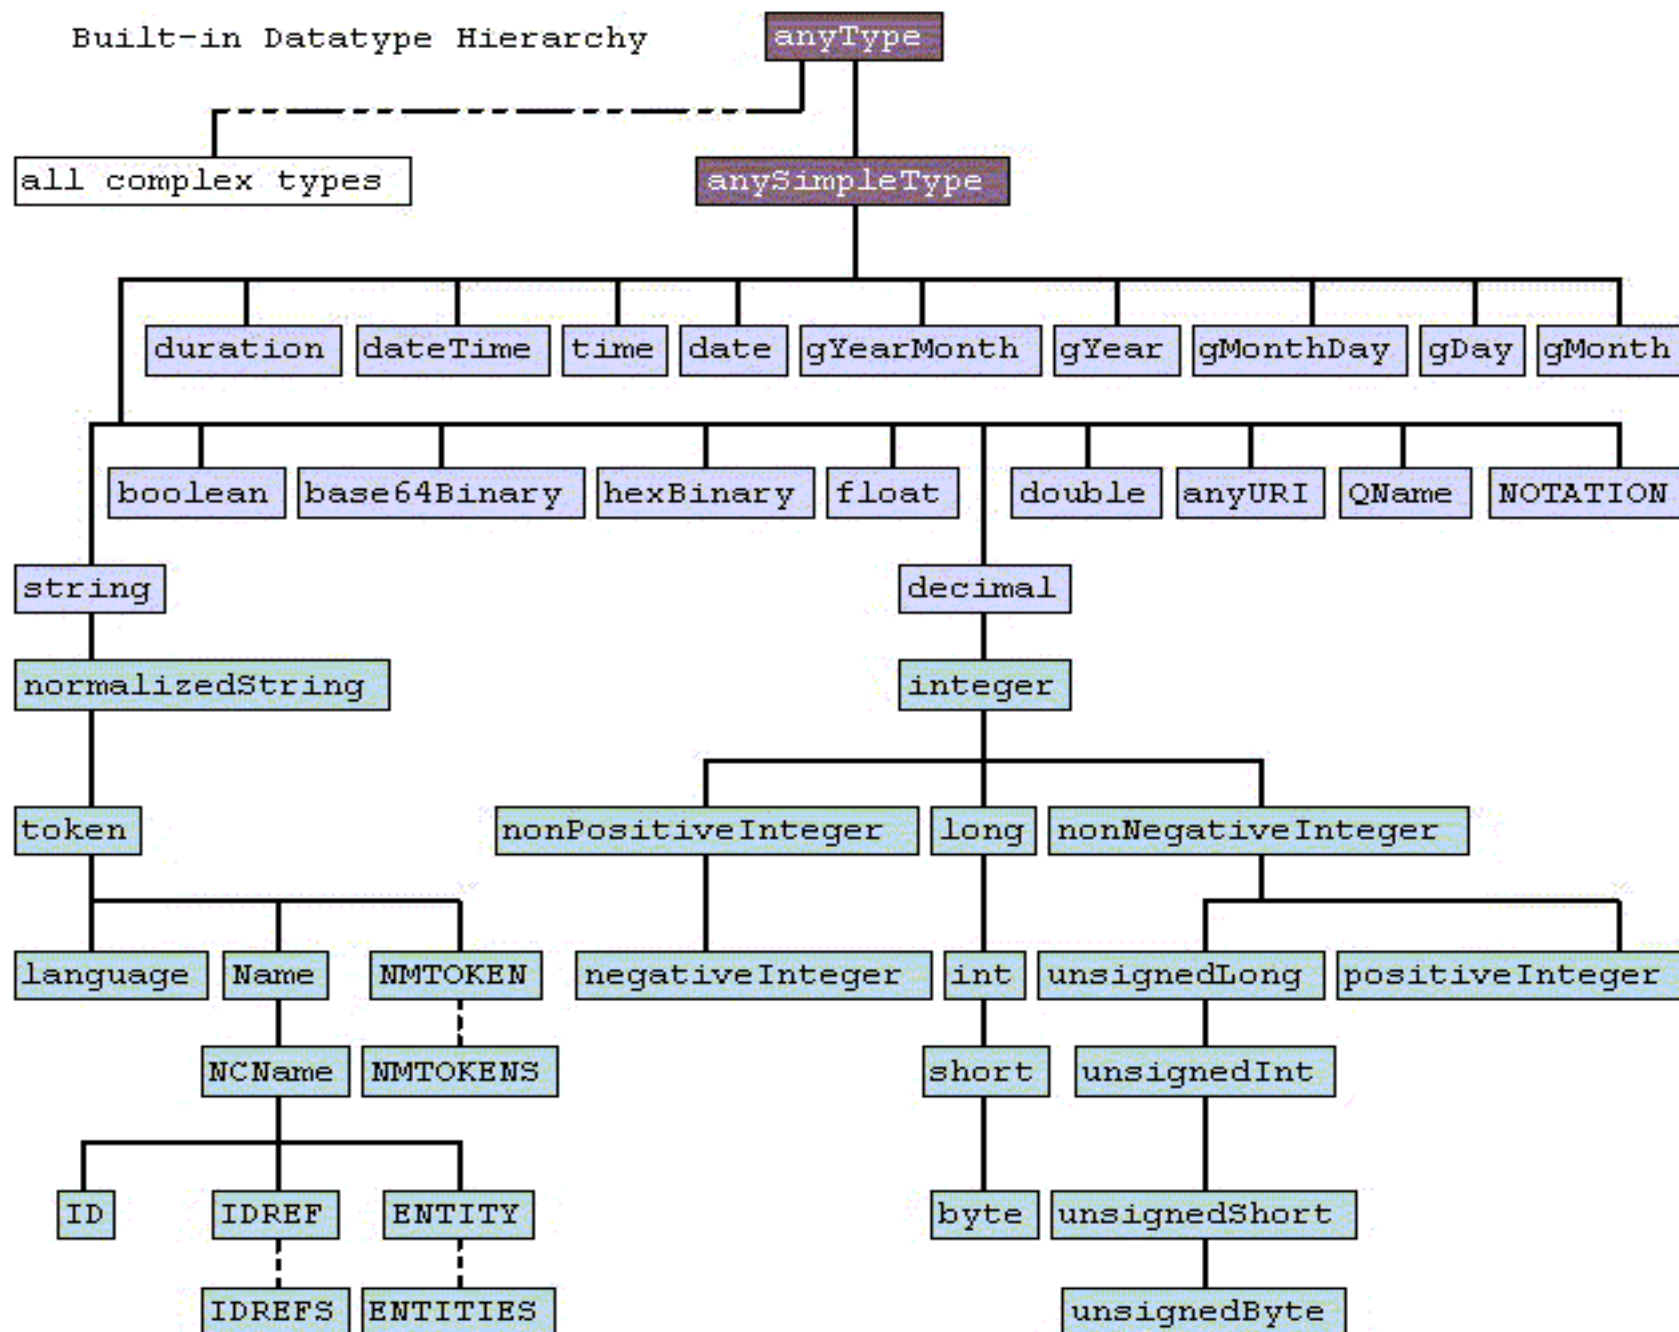 Built-in Datatype Hierarchy
anyType
all complex types
anySimpleType
duration
dateTime
time
date
gYearMonth
gYear
gMonthDay
gDay
gMonth
boolean
base64Binary
hexBinary
float
double
anyURI
QName
NOTATION
string
decimal
normalizedString
integer
token
nonPositiveInteger
long
nonNegativeInteger
language
Name
NMTOKEN
negativeInteger
int
unsignedLong
positiveInteger
NCName
NMTOKENS
short
unsignedInt
ID
IDREF
ENTITY
byte
unsignedShort
IDREFS
ENTITIES
unsignedByte